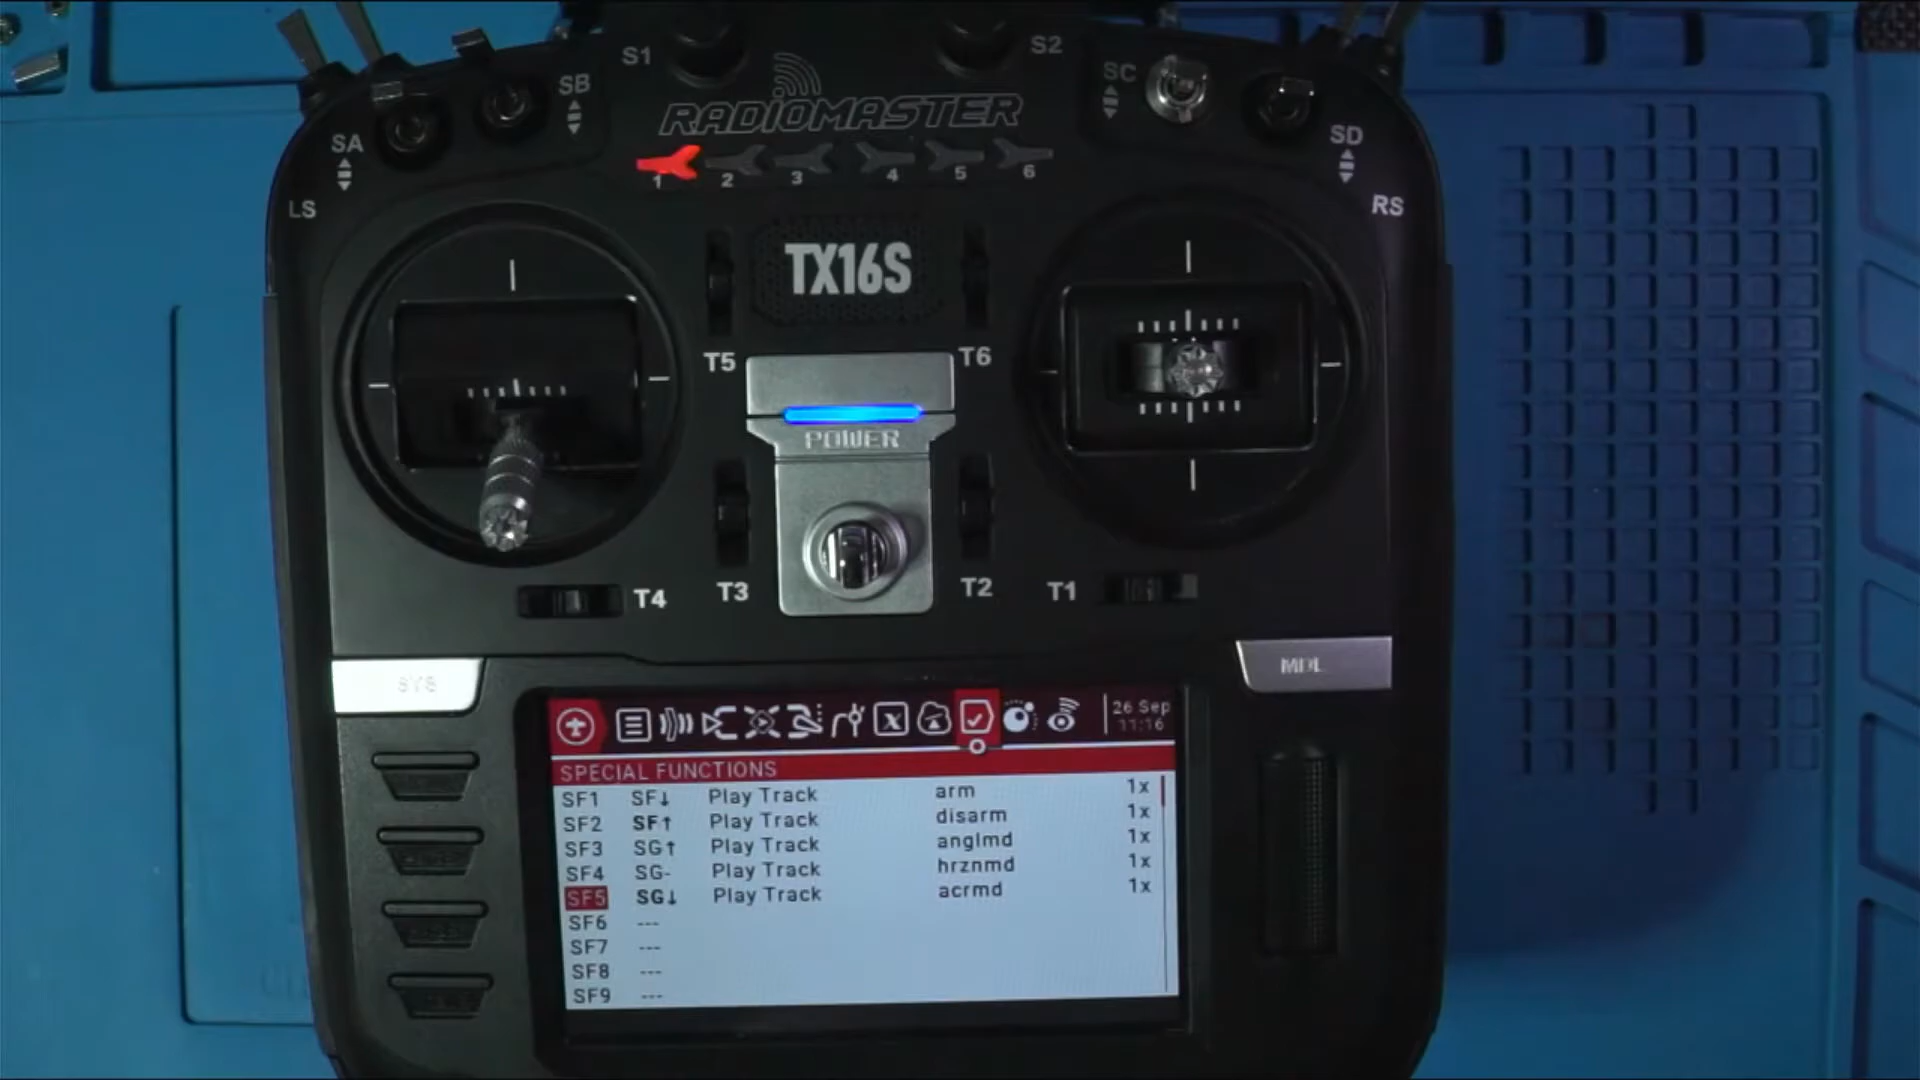 S1
S2
SB
SC
RADIOMASTER
SA
SD
1 2 3 4 5 6
LS
RS
TX16S
T5
T6
POWER
T4
T3
T2
T1
SYS
MDL
26 Sep
11:16
SPECIAL FUNCTIONS
SF1 SF↓ Play Track arm 1x
SF2 SF↑ Play Track disarm 1x
SF3 SG↑ Play Track anglmd 1x
SF4 SG- Play Track hrznmd 1x
SF5 SG↓ Play Track acrmd 1x
SF6 ---
SF7 ---
SF8 ---
SF9 ---